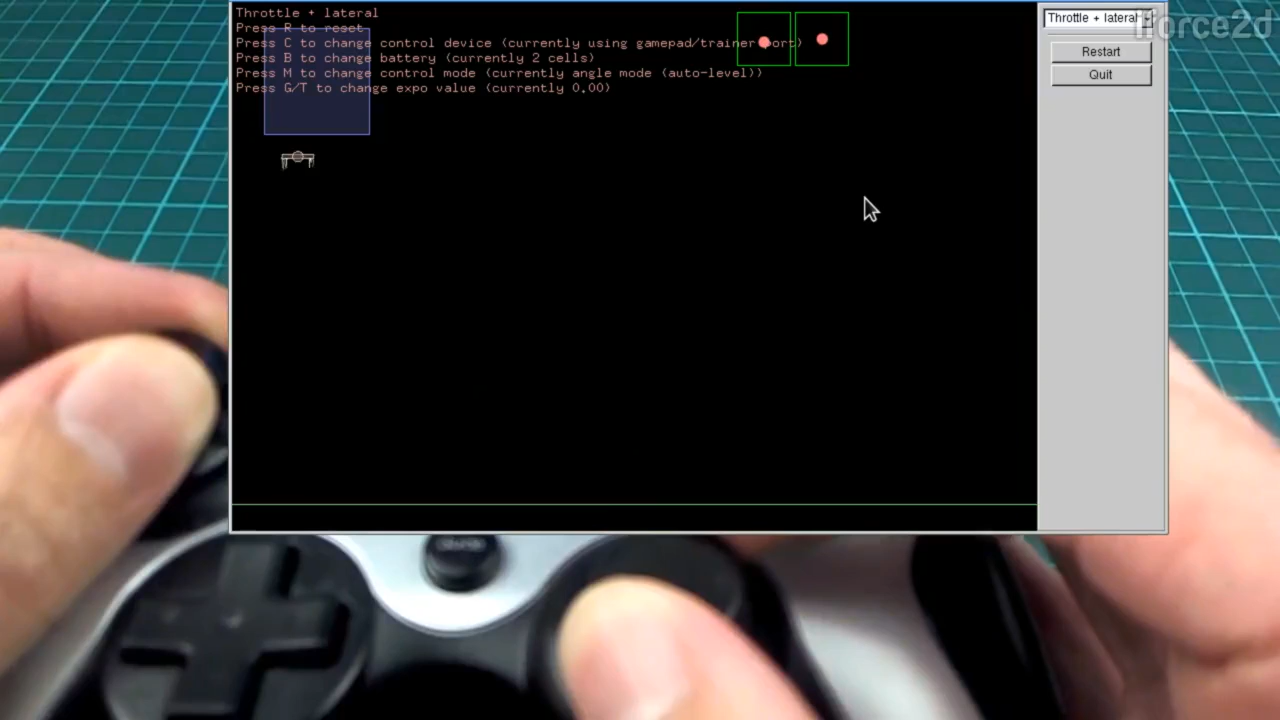 Throttle + lateral
Press R to reset
Press C to change control device (currently using gamepad/trainer port)
Press B to change battery (currently 2 cells)
Press M to change control mode (currently angle mode (auto-level))
Press G/T to change expo value (currently 0.00)
Throttle + lateral
iforce2d
Restart
Quit